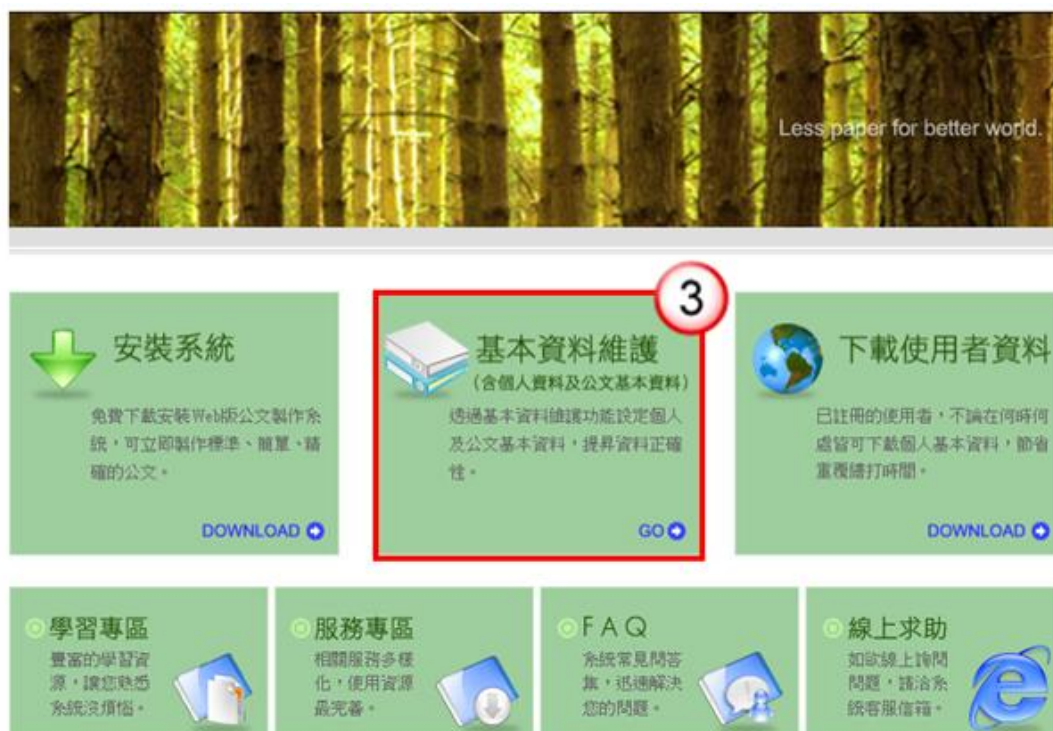 Less paper for better world.
3
安裝系統
免費下載安裝Web版公文製作系
統，可立即製作標準、簡單、精
確的公文。
DOWNLOAD
基本資料維護
(含個人資料及公文基本資料)
透過基本資料維護功能設定個人
及公文基本資料，提昇資料正確
性。
GO
下載使用者資料
已註冊的使用者，不論在何時何
處皆可下載個人基本資料，節省
重覆繕打時間。
DOWNLOAD
學習專區
豐富的學習資
源，讓您熟悉
系統沒煩惱。
服務專區
相關服務多樣
化，使用資源
最完善。
FAQ
系統常見問答
集，迅速解決
您的問題。
線上求助
如欲線上詢問
問題，請洽系
統客服信箱。